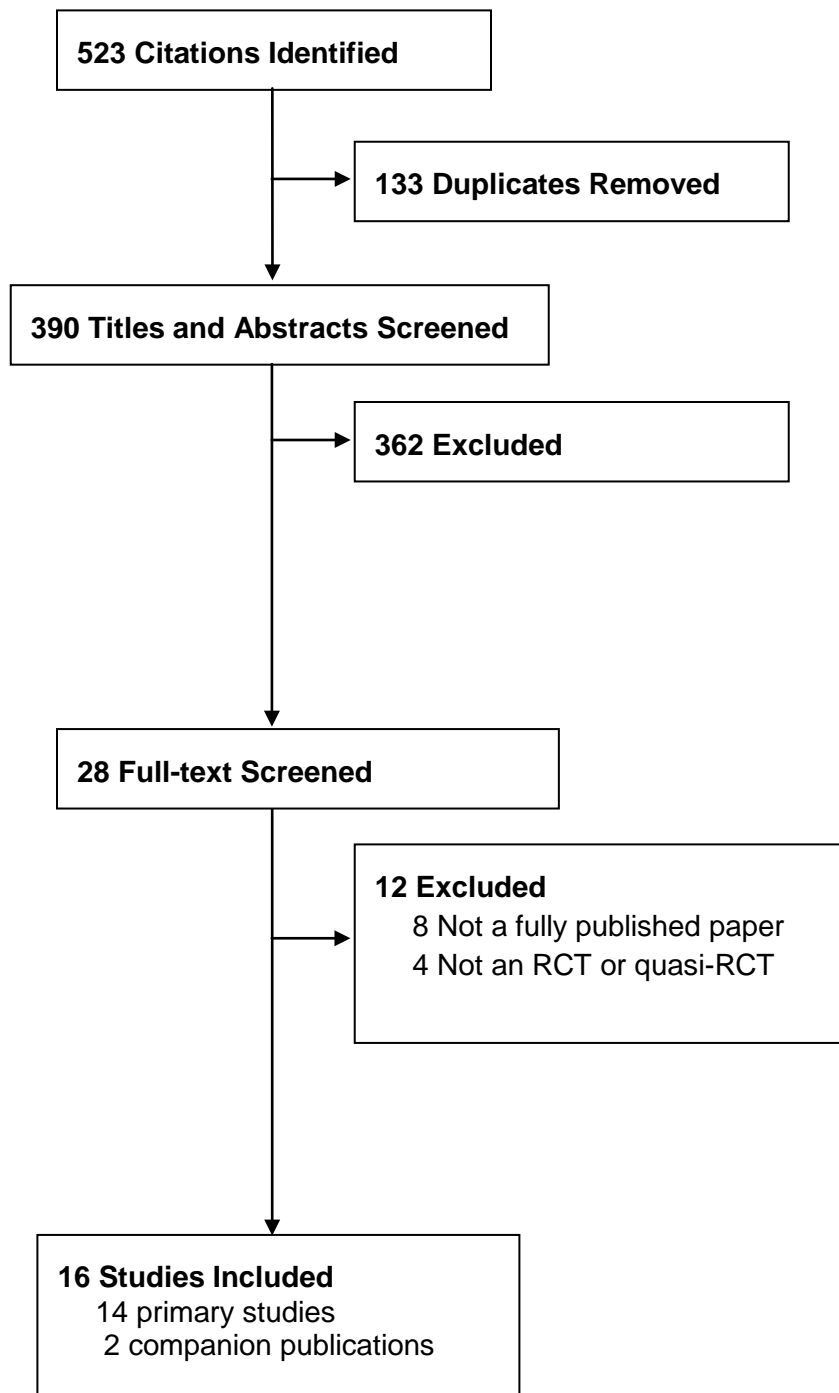 523 Citations Identified
133 Duplicates Removed
390 Titles and Abstracts Screened
362 Excluded
28 Full-text Screened
12 Excluded
8 Not a fully published paper
4 Not an RCT or quasi-RCT
16 Studies Included
14 primary studies
2 companion publications